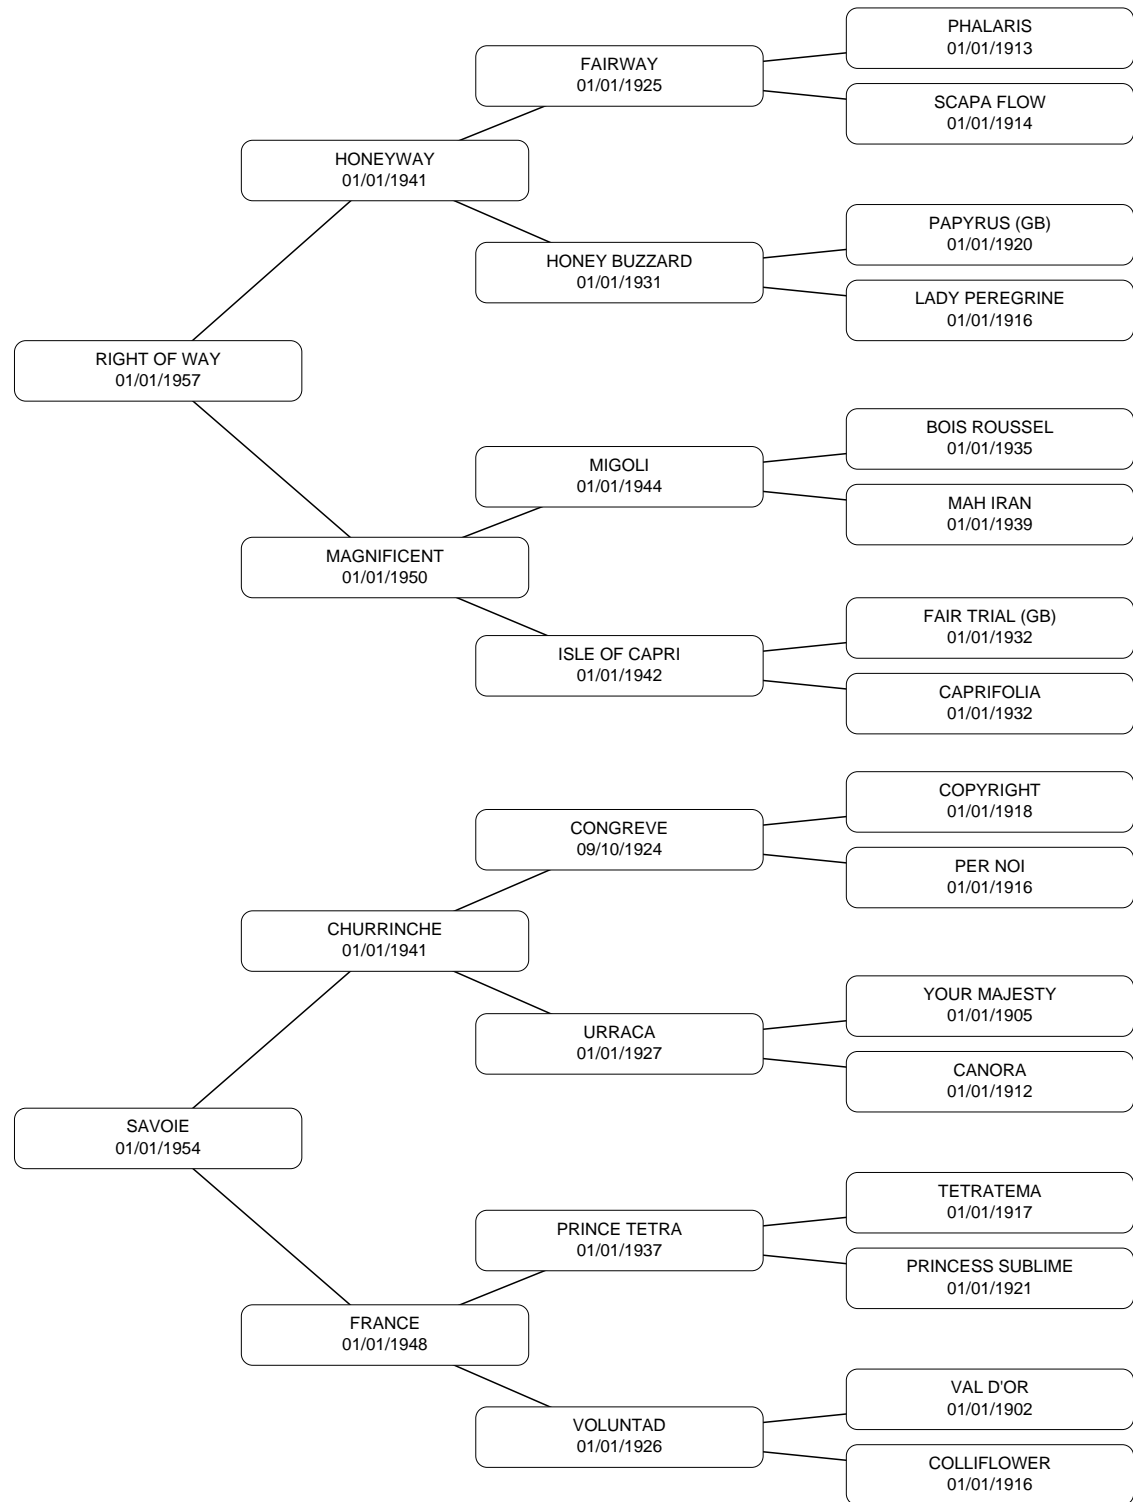 PHALARIS
01/01/1913
FAIRWAY
01/01/1925
SCAPA FLOW
01/01/1914
HONEYWAY
01/01/1941
PAPYRUS (GB)
01/01/1920
HONEY BUZZARD
01/01/1931
LADY PEREGRINE
01/01/1916
RIGHT OF WAY
01/01/1957
BOIS ROUSSEL
01/01/1935
MIGOLI
01/01/1944
MAH IRAN
01/01/1939
MAGNIFICENT
01/01/1950
FAIR TRIAL (GB)
01/01/1932
ISLE OF CAPRI
01/01/1942
CAPRIFOLIA
01/01/1932
COPYRIGHT
01/01/1918
CONGREVE
09/10/1924
PER NOI
01/01/1916
CHURRINCHE
01/01/1941
YOUR MAJESTY
01/01/1905
URRACA
01/01/1927
CANORA
01/01/1912
SAVOIE
01/01/1954
TETRATEMA
01/01/1917
PRINCE TETRA
01/01/1937
PRINCESS SUBLIME
01/01/1921
FRANCE
01/01/1948
VAL D'OR
01/01/1902
VOLUNTAD
01/01/1926
COLLIFLOWER
01/01/1916